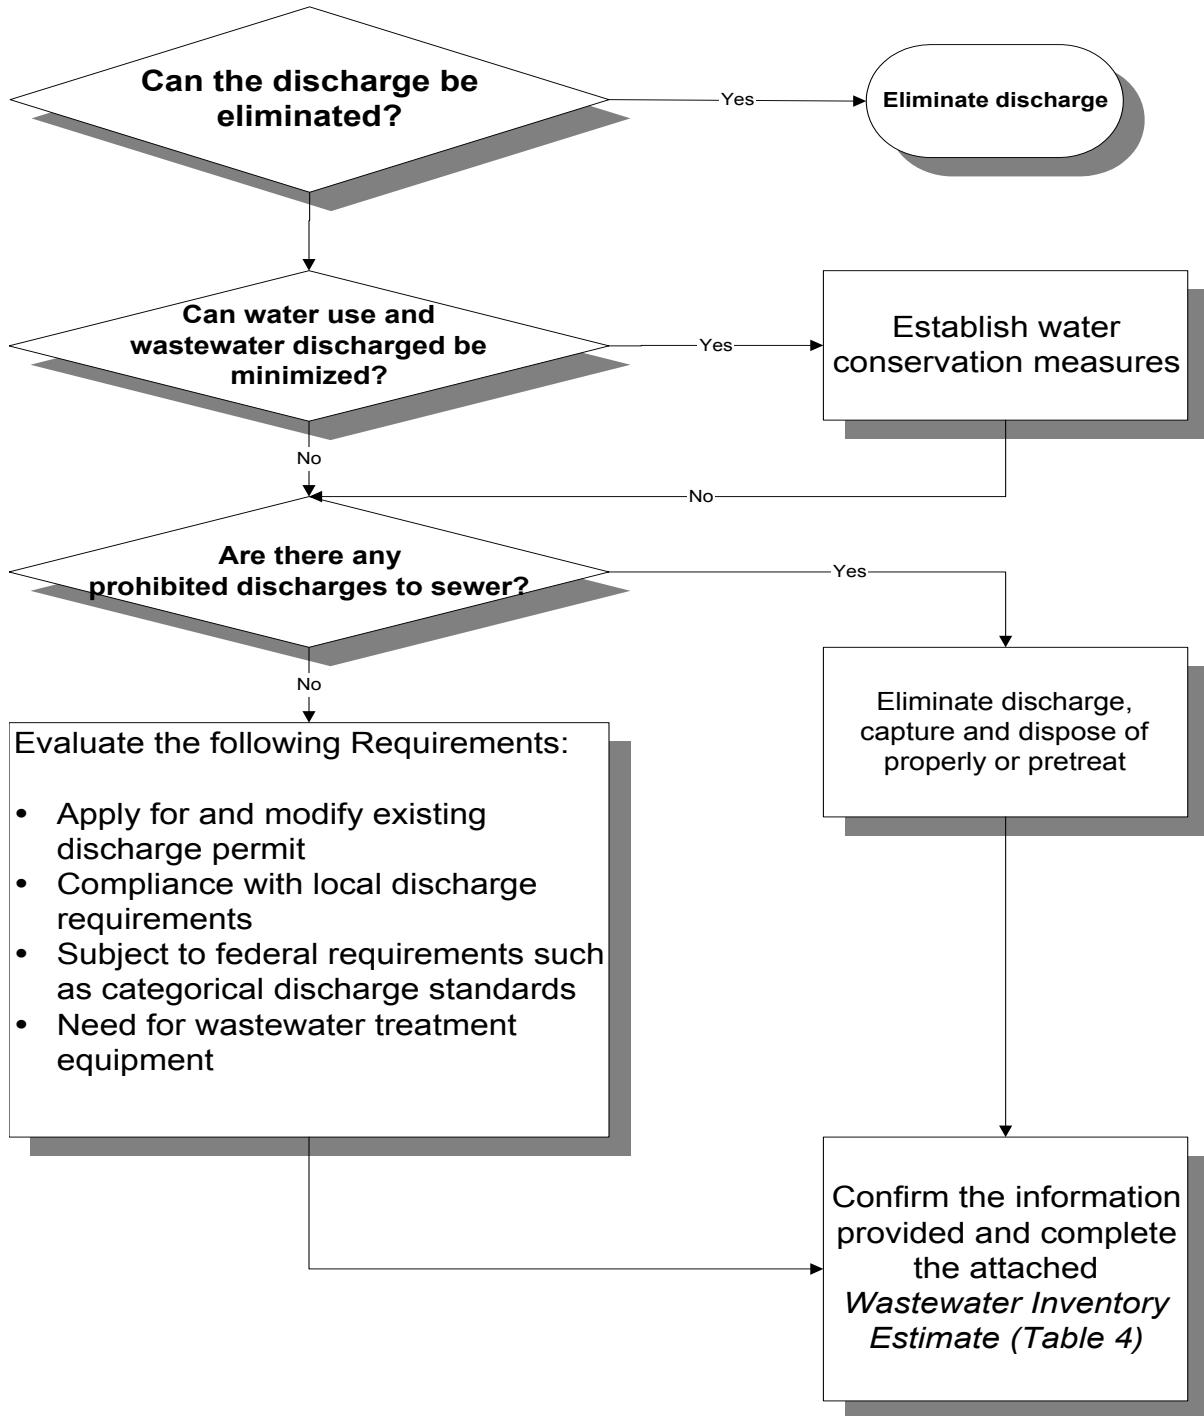 Can the discharge be
eliminated?
Yes
Eliminate discharge
Can water use and
wastewater discharged be
minimized?
Yes
Establish water
conservation measures
No
No
Are there any
prohibited discharges to sewer?
Yes
No
Eliminate discharge,
capture and dispose of
properly or pretreat
Evaluate the following Requirements:
• Apply for and modify existing
discharge permit
• Compliance with local discharge
requirements
• Subject to federal requirements such
as categorical discharge standards
• Need for wastewater treatment
equipment
Confirm the information
provided and complete
the attached
Wastewater Inventory
Estimate (Table 4)